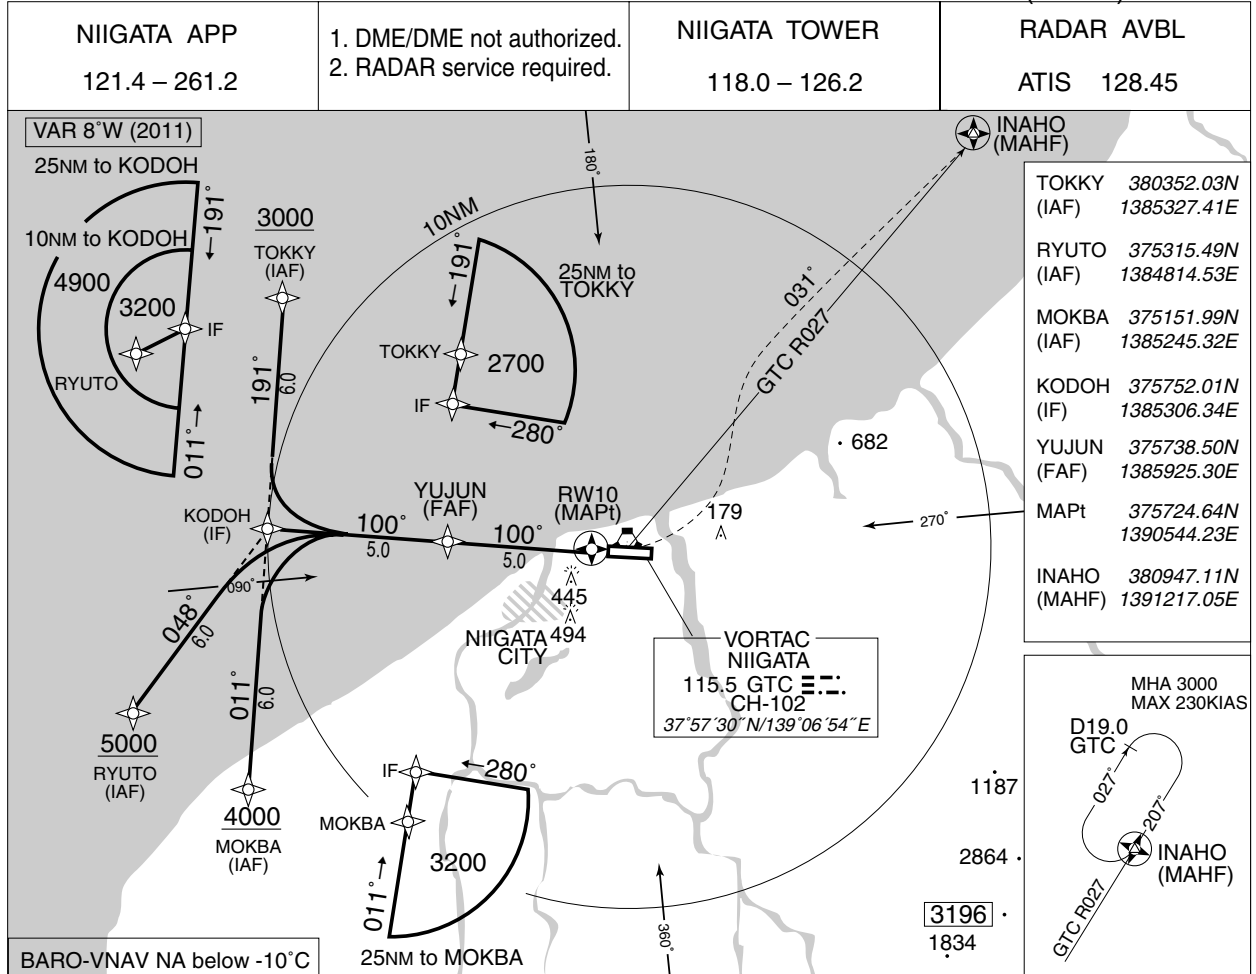 NIIGATA APP
121.4 – 261.2
1. DME/DME not authorized.
2. RADAR service required.
NIIGATA TOWER
118.0 – 126.2
RADAR AVBL
ATIS 128.45
VAR 8°W (2011)
25NM to KODOH
191°
10NM to KODOH
4900
3200
IF
RYUTO
011°
3000
TOKKY
(IAF)
191°
6.0
10NM
180°
191°
25NM to
TOKKY
TOKKY
2700
IF
280°
INAHO
(MAHF)
031°
GTC R027
682
TOKKY 380352.03N
(IAF) 1385327.41E
RYUTO 375315.49N
(IAF) 1384814.53E
MOKBA 375151.99N
(IAF) 1385245.32E
KODOH 375752.01N
(IF) 1385306.34E
YUJUN 375738.50N
(FAF) 1385925.30E
MAPt 375724.64N
1390544.23E
INAHO 380947.11N
(MAHF) 1391217.05E
KODOH
(IF)
100°
5.0
YUJUN
(FAF)
100°
5.0
RW10
(MAPt)
179
270°
090°
048°
6.0
011°
6.0
445
494
NIIGATA
CITY
VORTAC
NIIGATA
115.5 GTC
CH-102
37°57′30″N/139°06′54″E
5000
RYUTO
(IAF)
4000
MOKBA
(IAF)
IF
280°
MOKBA
3200
011°
25NM to MOKBA
360°
1187
2864
3196
1834
MHA 3000
MAX 230KIAS
D19.0
GTC
027°
207°
INAHO
(MAHF)
GTC R027
BARO-VNAV NA below -10°C